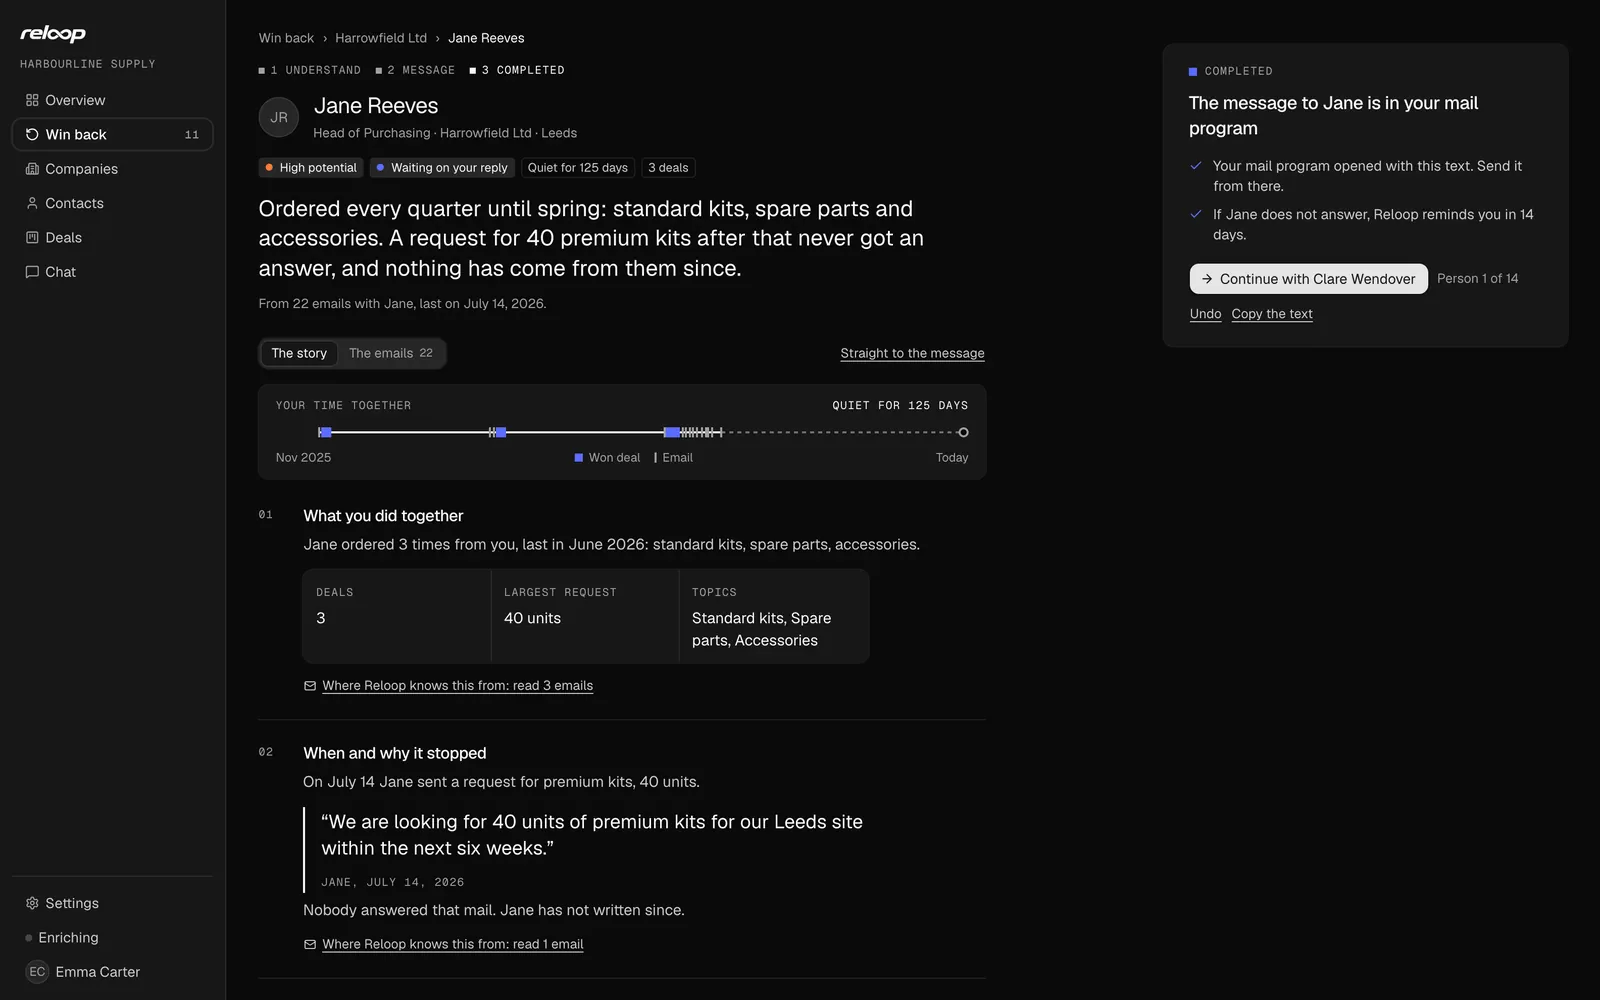 reloop
HARBOURLINE SUPPLY
Overview
Win back 11
Companies
Contacts
Deals
Chat
Settings
Enriching
EC Emma Carter
Win back › Harrowfield Ltd › Jane Reeves
1 UNDERSTAND 2 MESSAGE 3 COMPLETED
JR
Jane Reeves
Head of Purchasing · Harrowfield Ltd · Leeds
High potential Waiting on your reply Quiet for 125 days 3 deals
Ordered every quarter until spring: standard kits, spare parts and
accessories. A request for 40 premium kits after that never got an
answer, and nothing has come from them since.
From 22 emails with Jane, last on July 14, 2026.
The story The emails 22
Straight to the message
YOUR TIME TOGETHER QUIET FOR 125 DAYS
Nov 2025 Won deal Email Today
01 What you did together
Jane ordered 3 times from you, last in June 2026: standard kits, spare parts, accessories.
DEALS LARGEST REQUEST TOPICS
3 40 units Standard kits, Spare
parts, Accessories
Where Reloop knows this from: read 3 emails
02 When and why it stopped
On July 14 Jane sent a request for premium kits, 40 units.
“We are looking for 40 units of premium kits for our Leeds site
within the next six weeks.”
JANE, JULY 14, 2026
Nobody answered that mail. Jane has not written since.
Where Reloop knows this from: read 1 email
COMPLETED
The message to Jane is in your mail
program
Your mail program opened with this text. Send it
from there.
If Jane does not answer, Reloop reminds you in 14
days.
→ Continue with Clare Wendover Person 1 of 14
Undo Copy the text